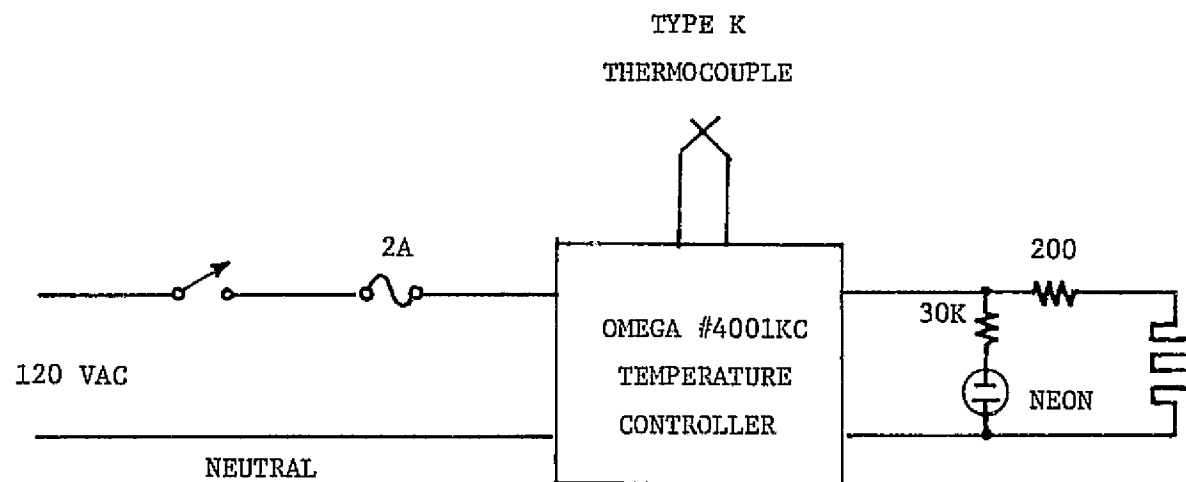 TYPE K
THERMOCOUPLE
2A
200
30K
OMEGA #4001KC
TEMPERATURE
CONTROLLER
120 VAC
NEON
NEUTRAL